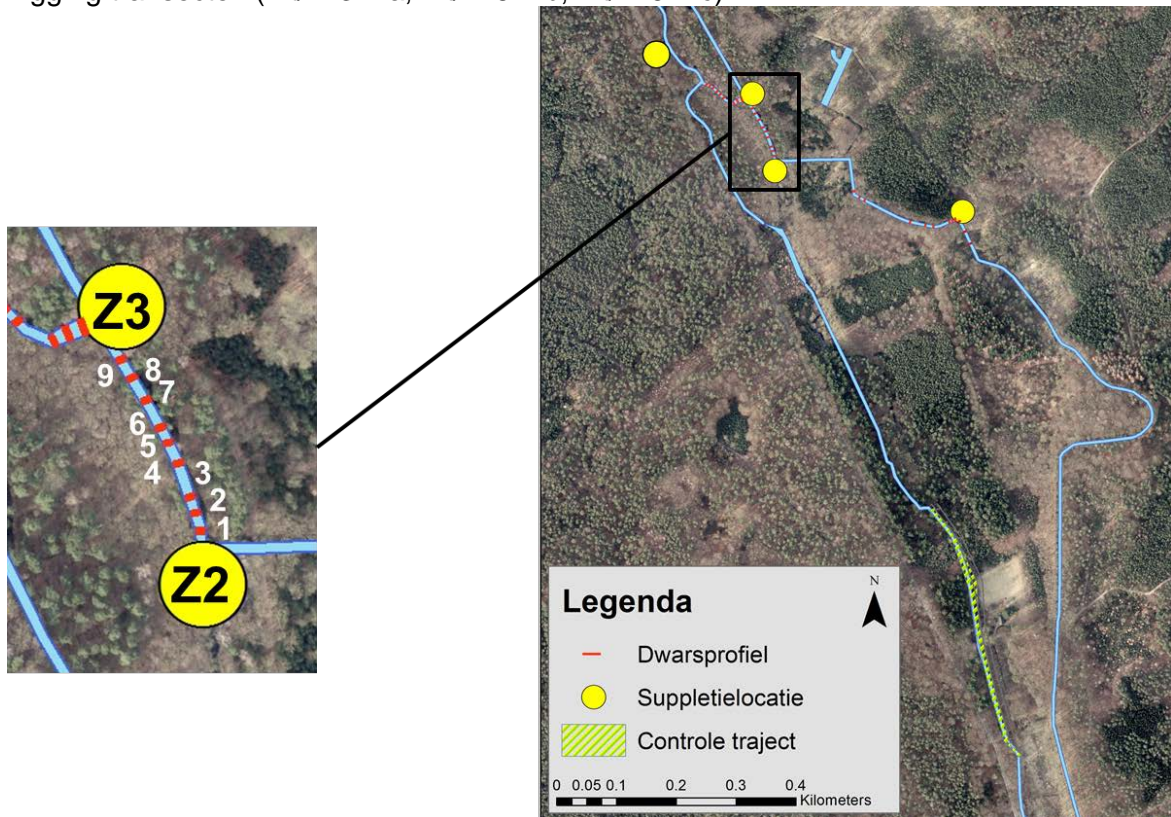 Z3
9
8
7
6
5
4
3
2
1
Z2
Legenda
N
Dwarsprofiel
Suppletielocatie
Controle traject
0 0.05 0.1 0.2 0.3 0.4
Kilometers